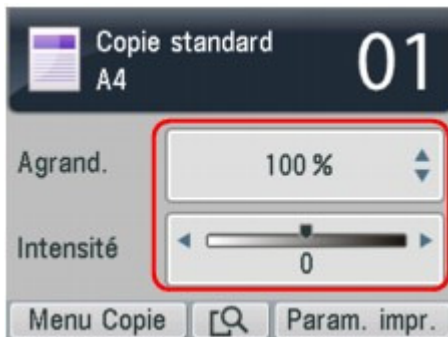 Copie standard
A4
01
Agrand.
100 %
Intensité
0
Menu Copie
Param. impr.